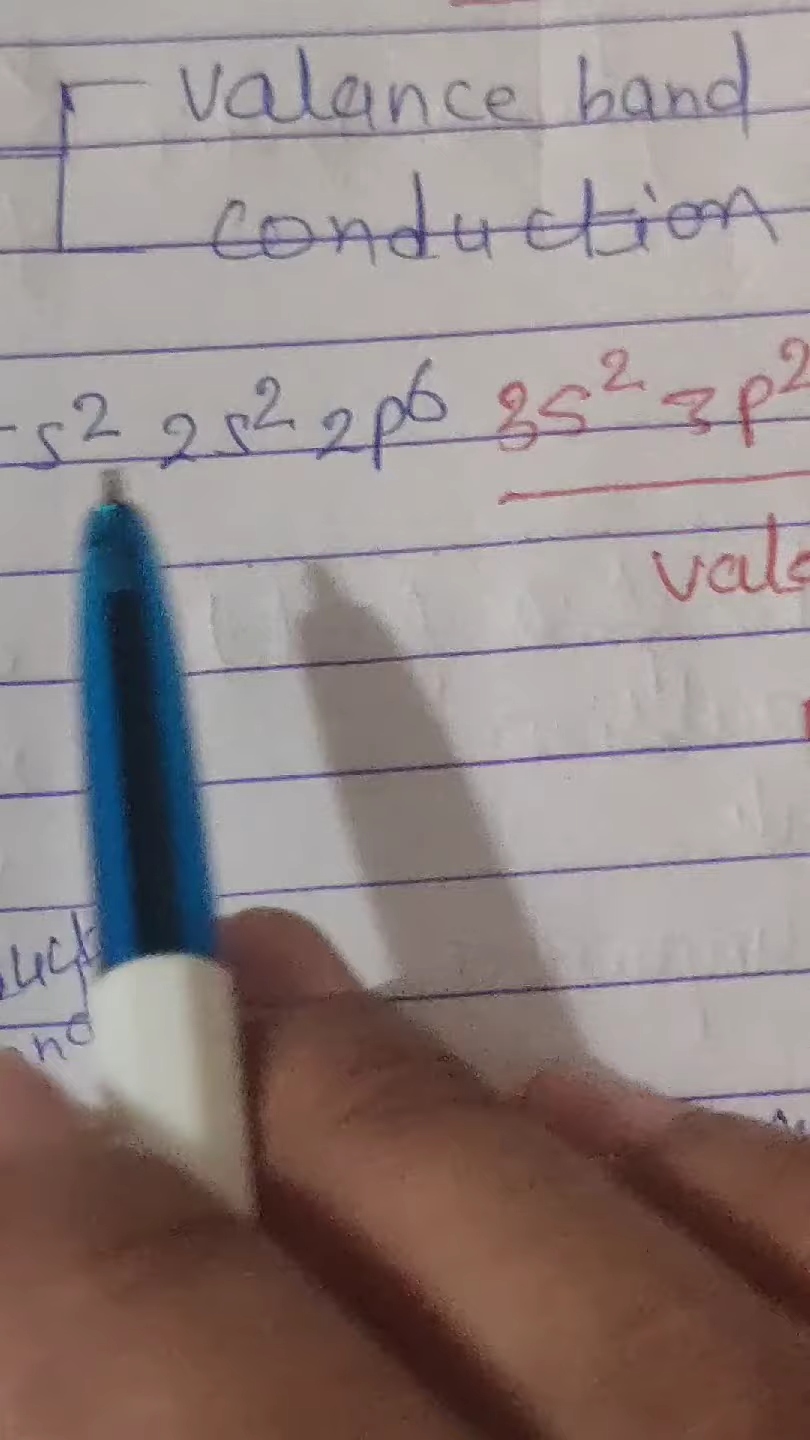 valance band
conduction
s² 2s² 2p⁶ 3s² 3p²
vale